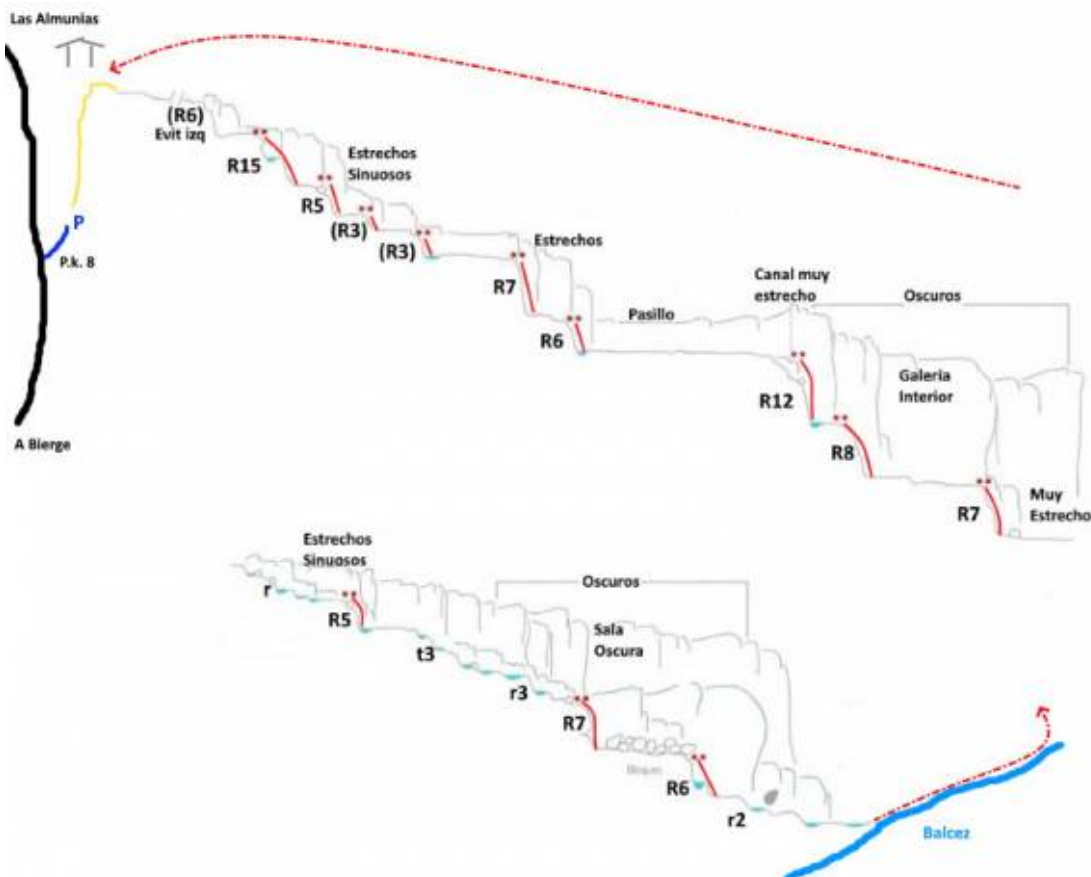 Las Almunias
(R6)
Evit izq
R15
Estrechos
Sinuosos
R5
(R3)
(R3)
P
P.k. 8
Estrechos
R7
R6
Pasillo
Canal muy
estrecho
Oscuros
R12
Galeria
Interior
R8
A Bierge
R7
Muy
Estrecho
Estrechos
Sinuosos
r
R5
Oscuros
t3
Sala
Oscura
r3
R7
R6
r2
Balcez